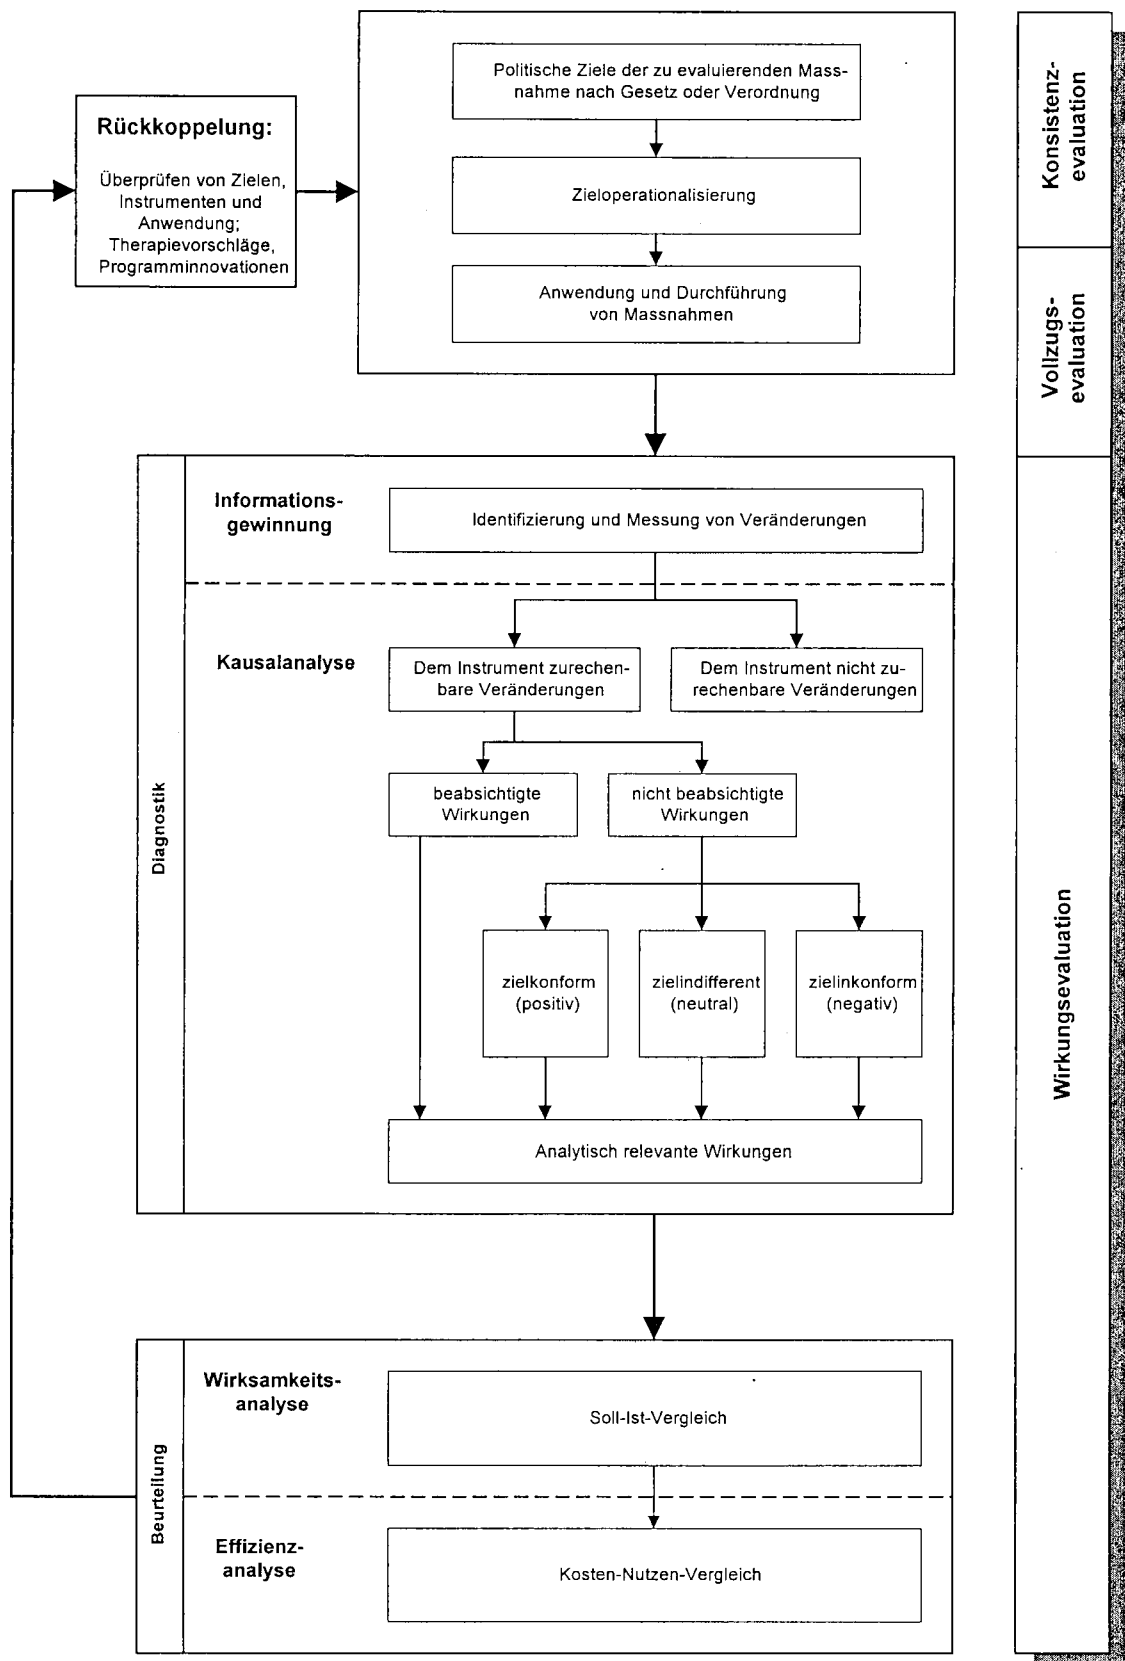 Politische Ziele der zu evaluierenden Mass-
nahme nach Gesetz oder Verordnung
Rückkoppelung:
Überprüfen von Zielen,
Instrumenten und
Anwendung;
Therapievorschläge,
Programminnovationen
Zieloperationalisierung
Anwendung und Durchführung
von Massnahmen
Konsistenz-
evaluation
Vollzugs-
evaluation
Diagnostik
Informations-
gewinnung
Identifizierung und Messung von Veränderungen
Kausalanalyse
Dem Instrument zurechen-
bare Veränderungen
Dem Instrument nicht zu-
rechenbare Veränderungen
beabsichtigte
Wirkungen
nicht beabsichtigte
Wirkungen
zielkonform
(positiv)
zielindifferent
(neutral)
zielinkonform
(negativ)
Analytisch relevante Wirkungen
Wirkungsevaluation
Beurteilung
Wirksamkeits-
analyse
Soll-Ist-Vergleich
Effizienz-
analyse
Kosten-Nutzen-Vergleich